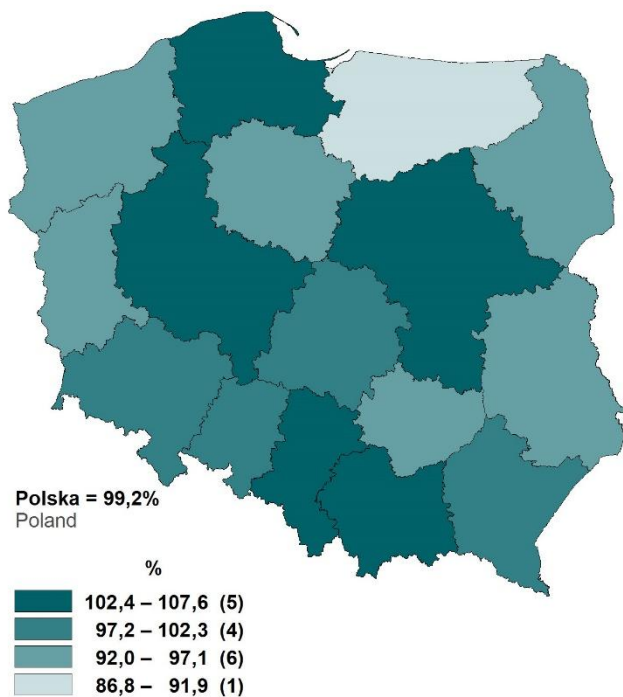 Polska = 99,2%
Poland
%
102,4 – 107,6 (5)
97,2 – 102,3 (4)
92,0 – 97,1 (6)
86,8 – 91,9 (1)